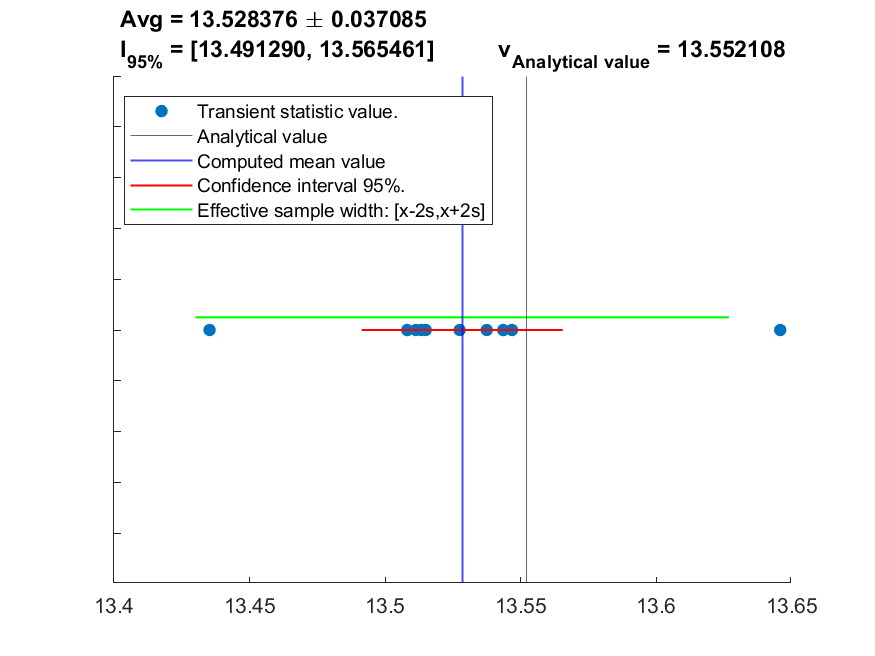 Avg = 13.528376 ± 0.037085
I95% = [13.491290, 13.565461]
vAnalytical value = 13.552108
Transient statistic value.
Analytical value
Computed mean value
Confidence interval 95%.
Effective sample width: [x-2s,x+2s]
13.4 13.45 13.5 13.55 13.6 13.65